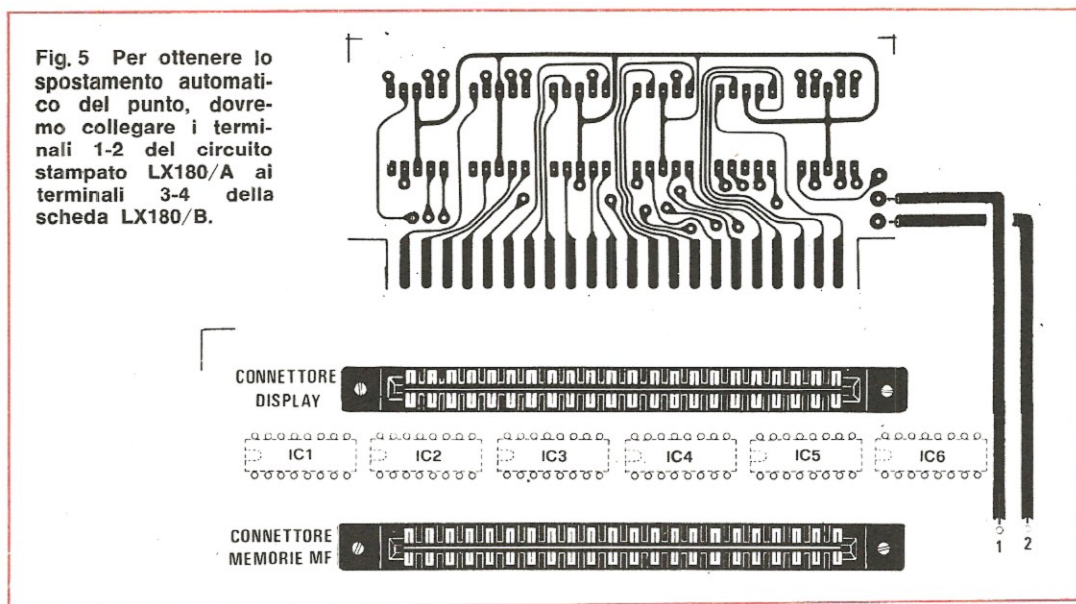 Fig. 5 Per ottenere lo
spostamento automati-
co del punto, dovre-
mo collegare i termi-
nali 1-2 del circuito
stampato LX180/A ai
terminali 3-4 della
scheda LX180/B.
CONNETTORE
DISPLAY
IC1 IC2 IC3 IC4 IC5 IC6
CONNETTORE
MEMORIE MF
1 2